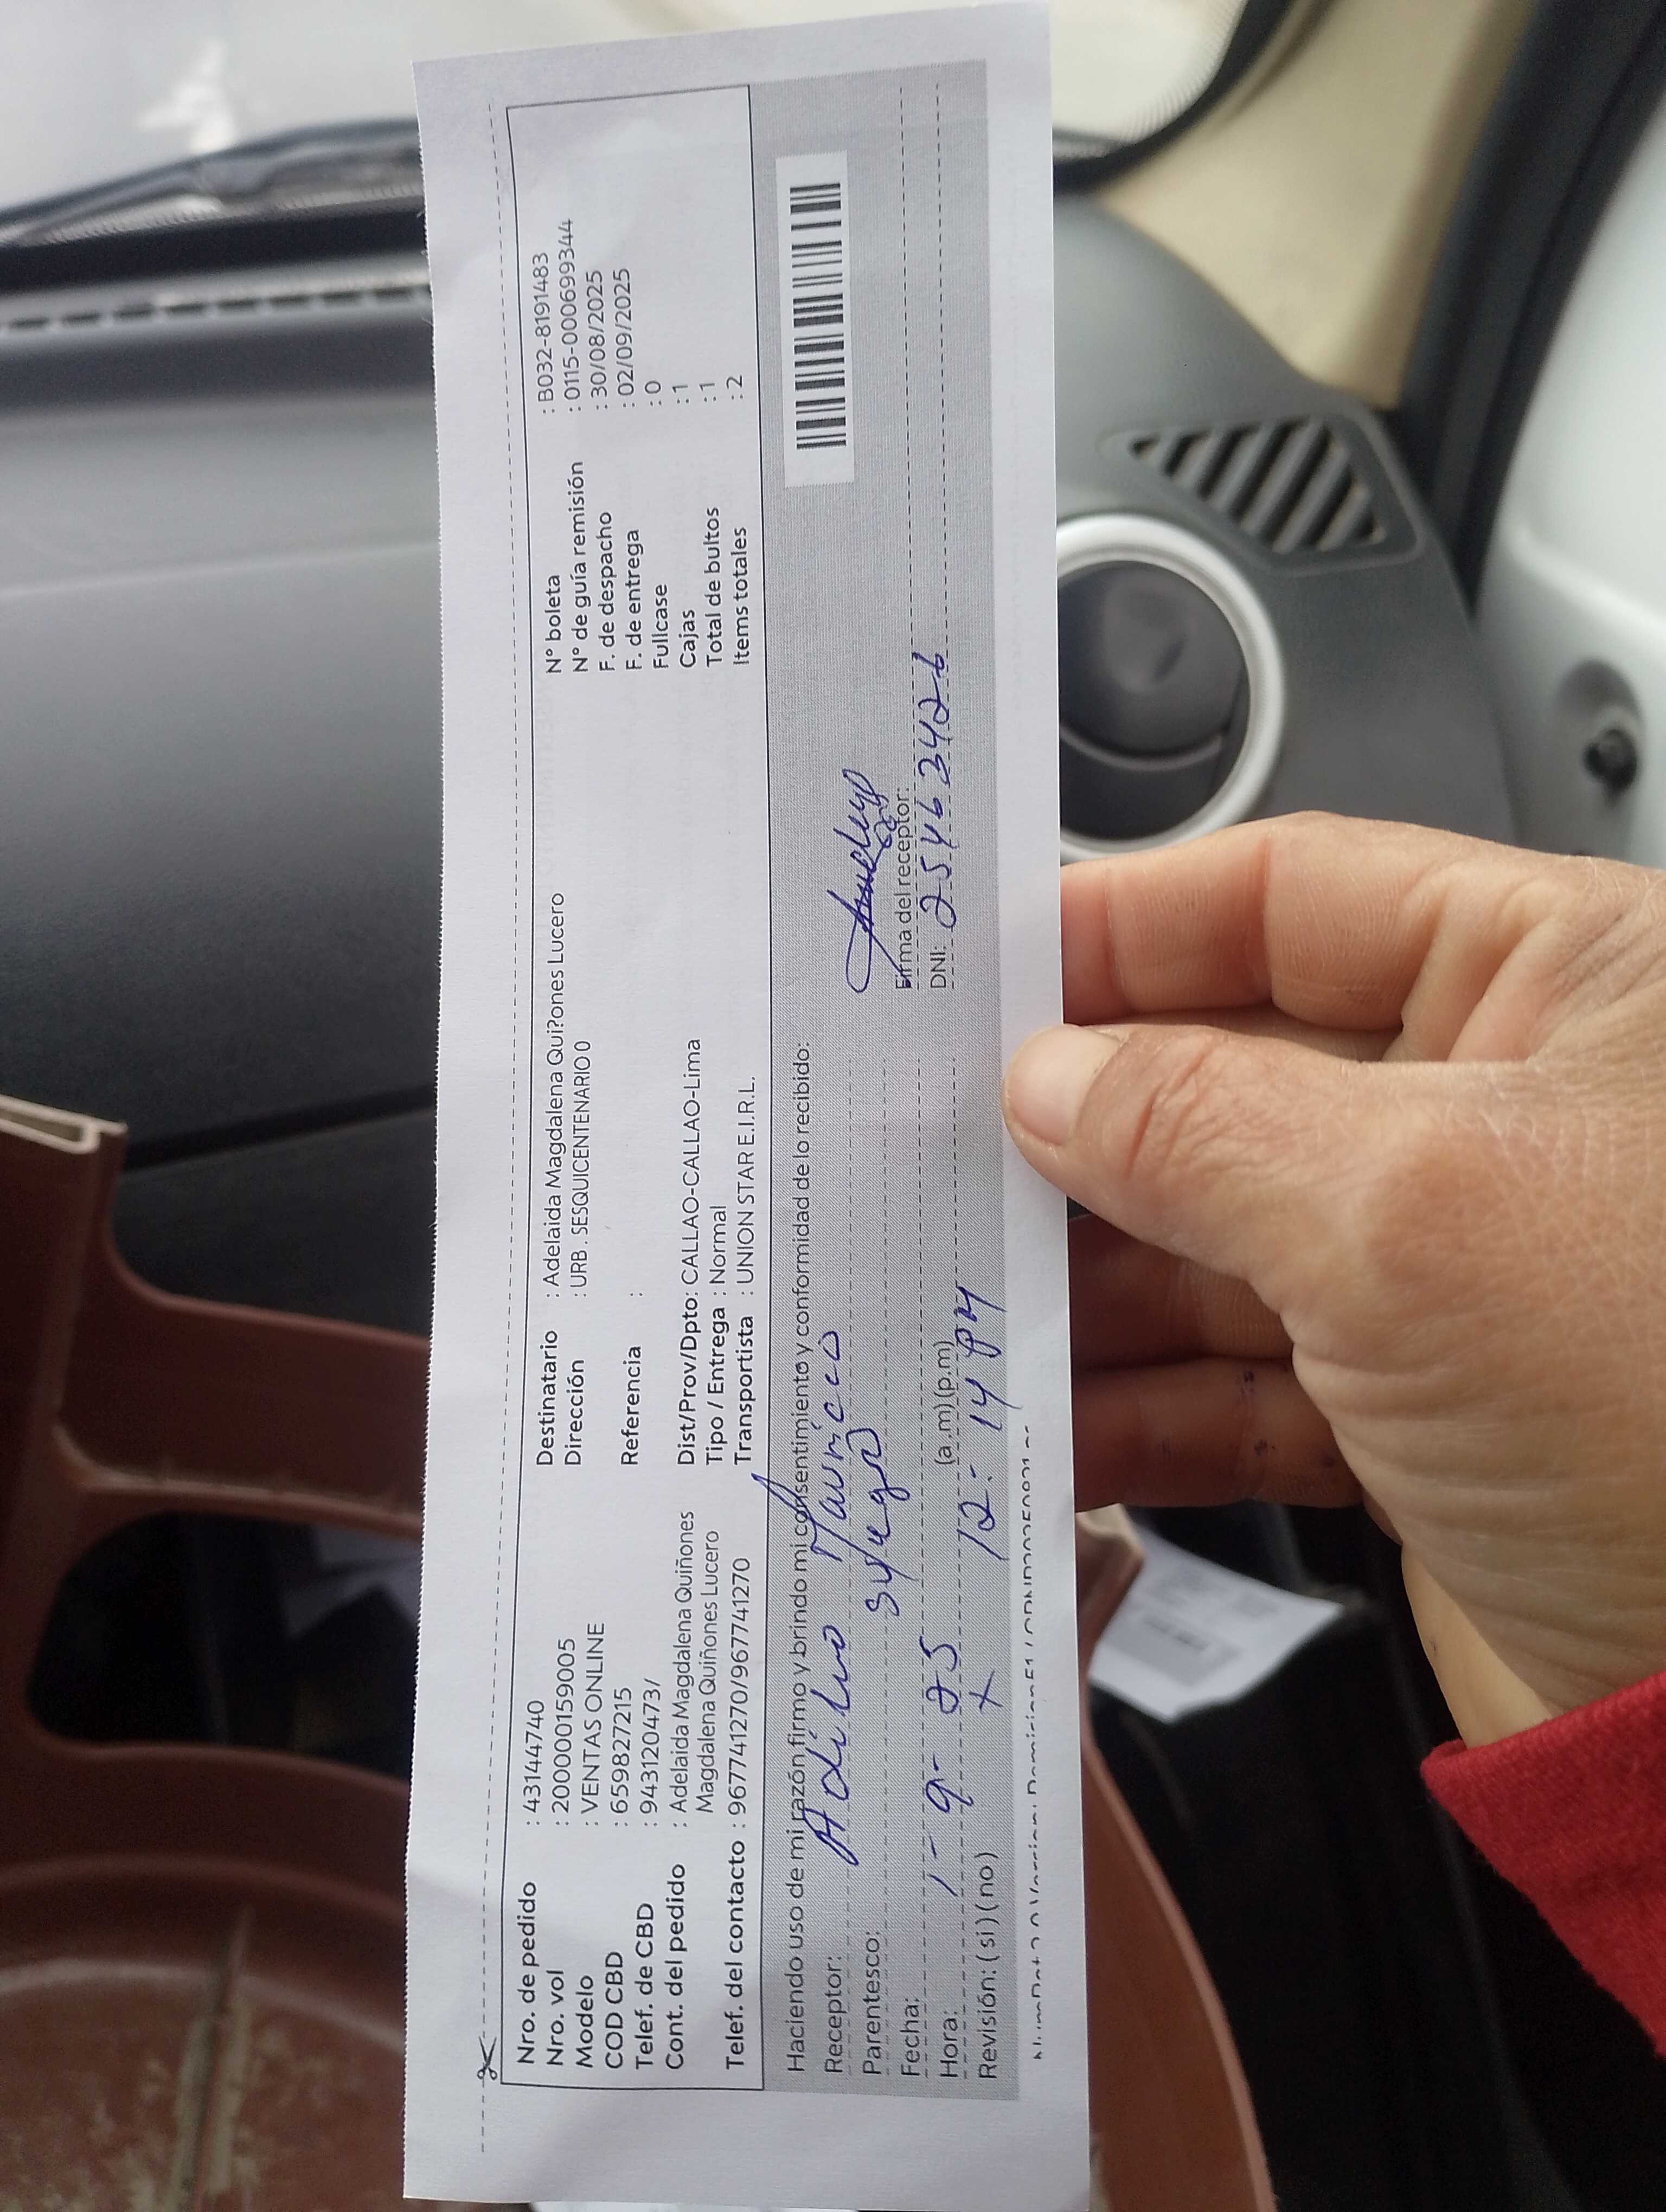 Nro. de pedido : 43144740
Nro. vol : 2000000159005
Modelo : VENTAS ONLINE
COD CBD : 659827215
Telef. de CBD : 943120473/
Cont. del pedido : Adelaida Magdalena Quiñones
Magdalena Quiñones Lucero
Telef. del contacto : 967741270/967741270
Destinatario : Adelaida Magdalena Qui?ones Lucero
Dirección : URB. SESQUICENTENARIO 0
Referencia :
Dist/Prov/Dpto: CALLAO-CALLAO-Lima
Tipo / Entrega : Normal
Transportista : UNION STAR E.I.R.L.
N° boleta : B032-8191483
N° de guía remisión : 0115-0006999344
F. de despacho : 30/08/2025
F. de entrega : 02/09/2025
Fullcase : 0
Cajas : 1
Total de bultos : 1
Items totales : 2
Haciendo uso de mi razón firmo y brindo mi consentimiento y conformidad de lo recibido:
Receptor: Mauricio
Parentesco:
Fecha: 1-9-25
Hora: 12:14 PM (a.m)(p.m)
Revisión: (si)(no)
Firma del receptor:
DNI: 25463426